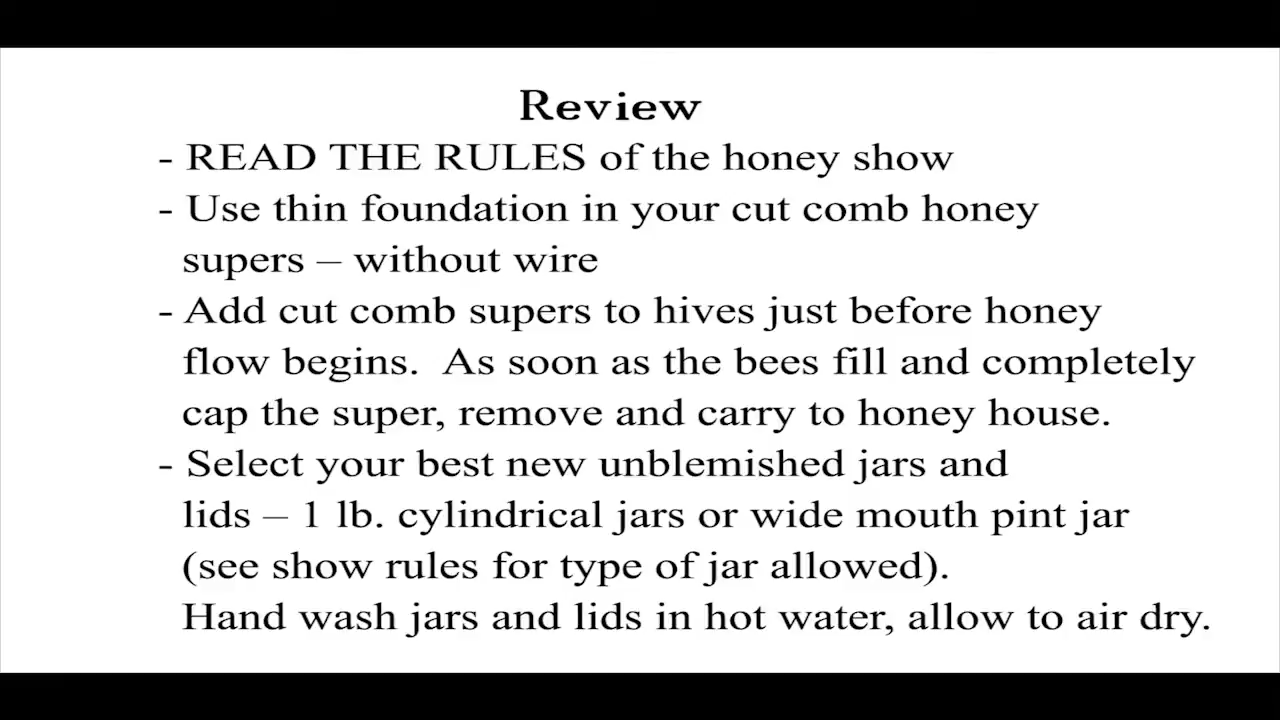 Review
- READ THE RULES of the honey show
- Use thin foundation in your cut comb honey
supers – without wire
- Add cut comb supers to hives just before honey
flow begins.  As soon as the bees fill and completely
cap the super, remove and carry to honey house.
- Select your best new unblemished jars and
lids – 1 lb. cylindrical jars or wide mouth pint jar
(see show rules for type of jar allowed).
Hand wash jars and lids in hot water, allow to air dry.